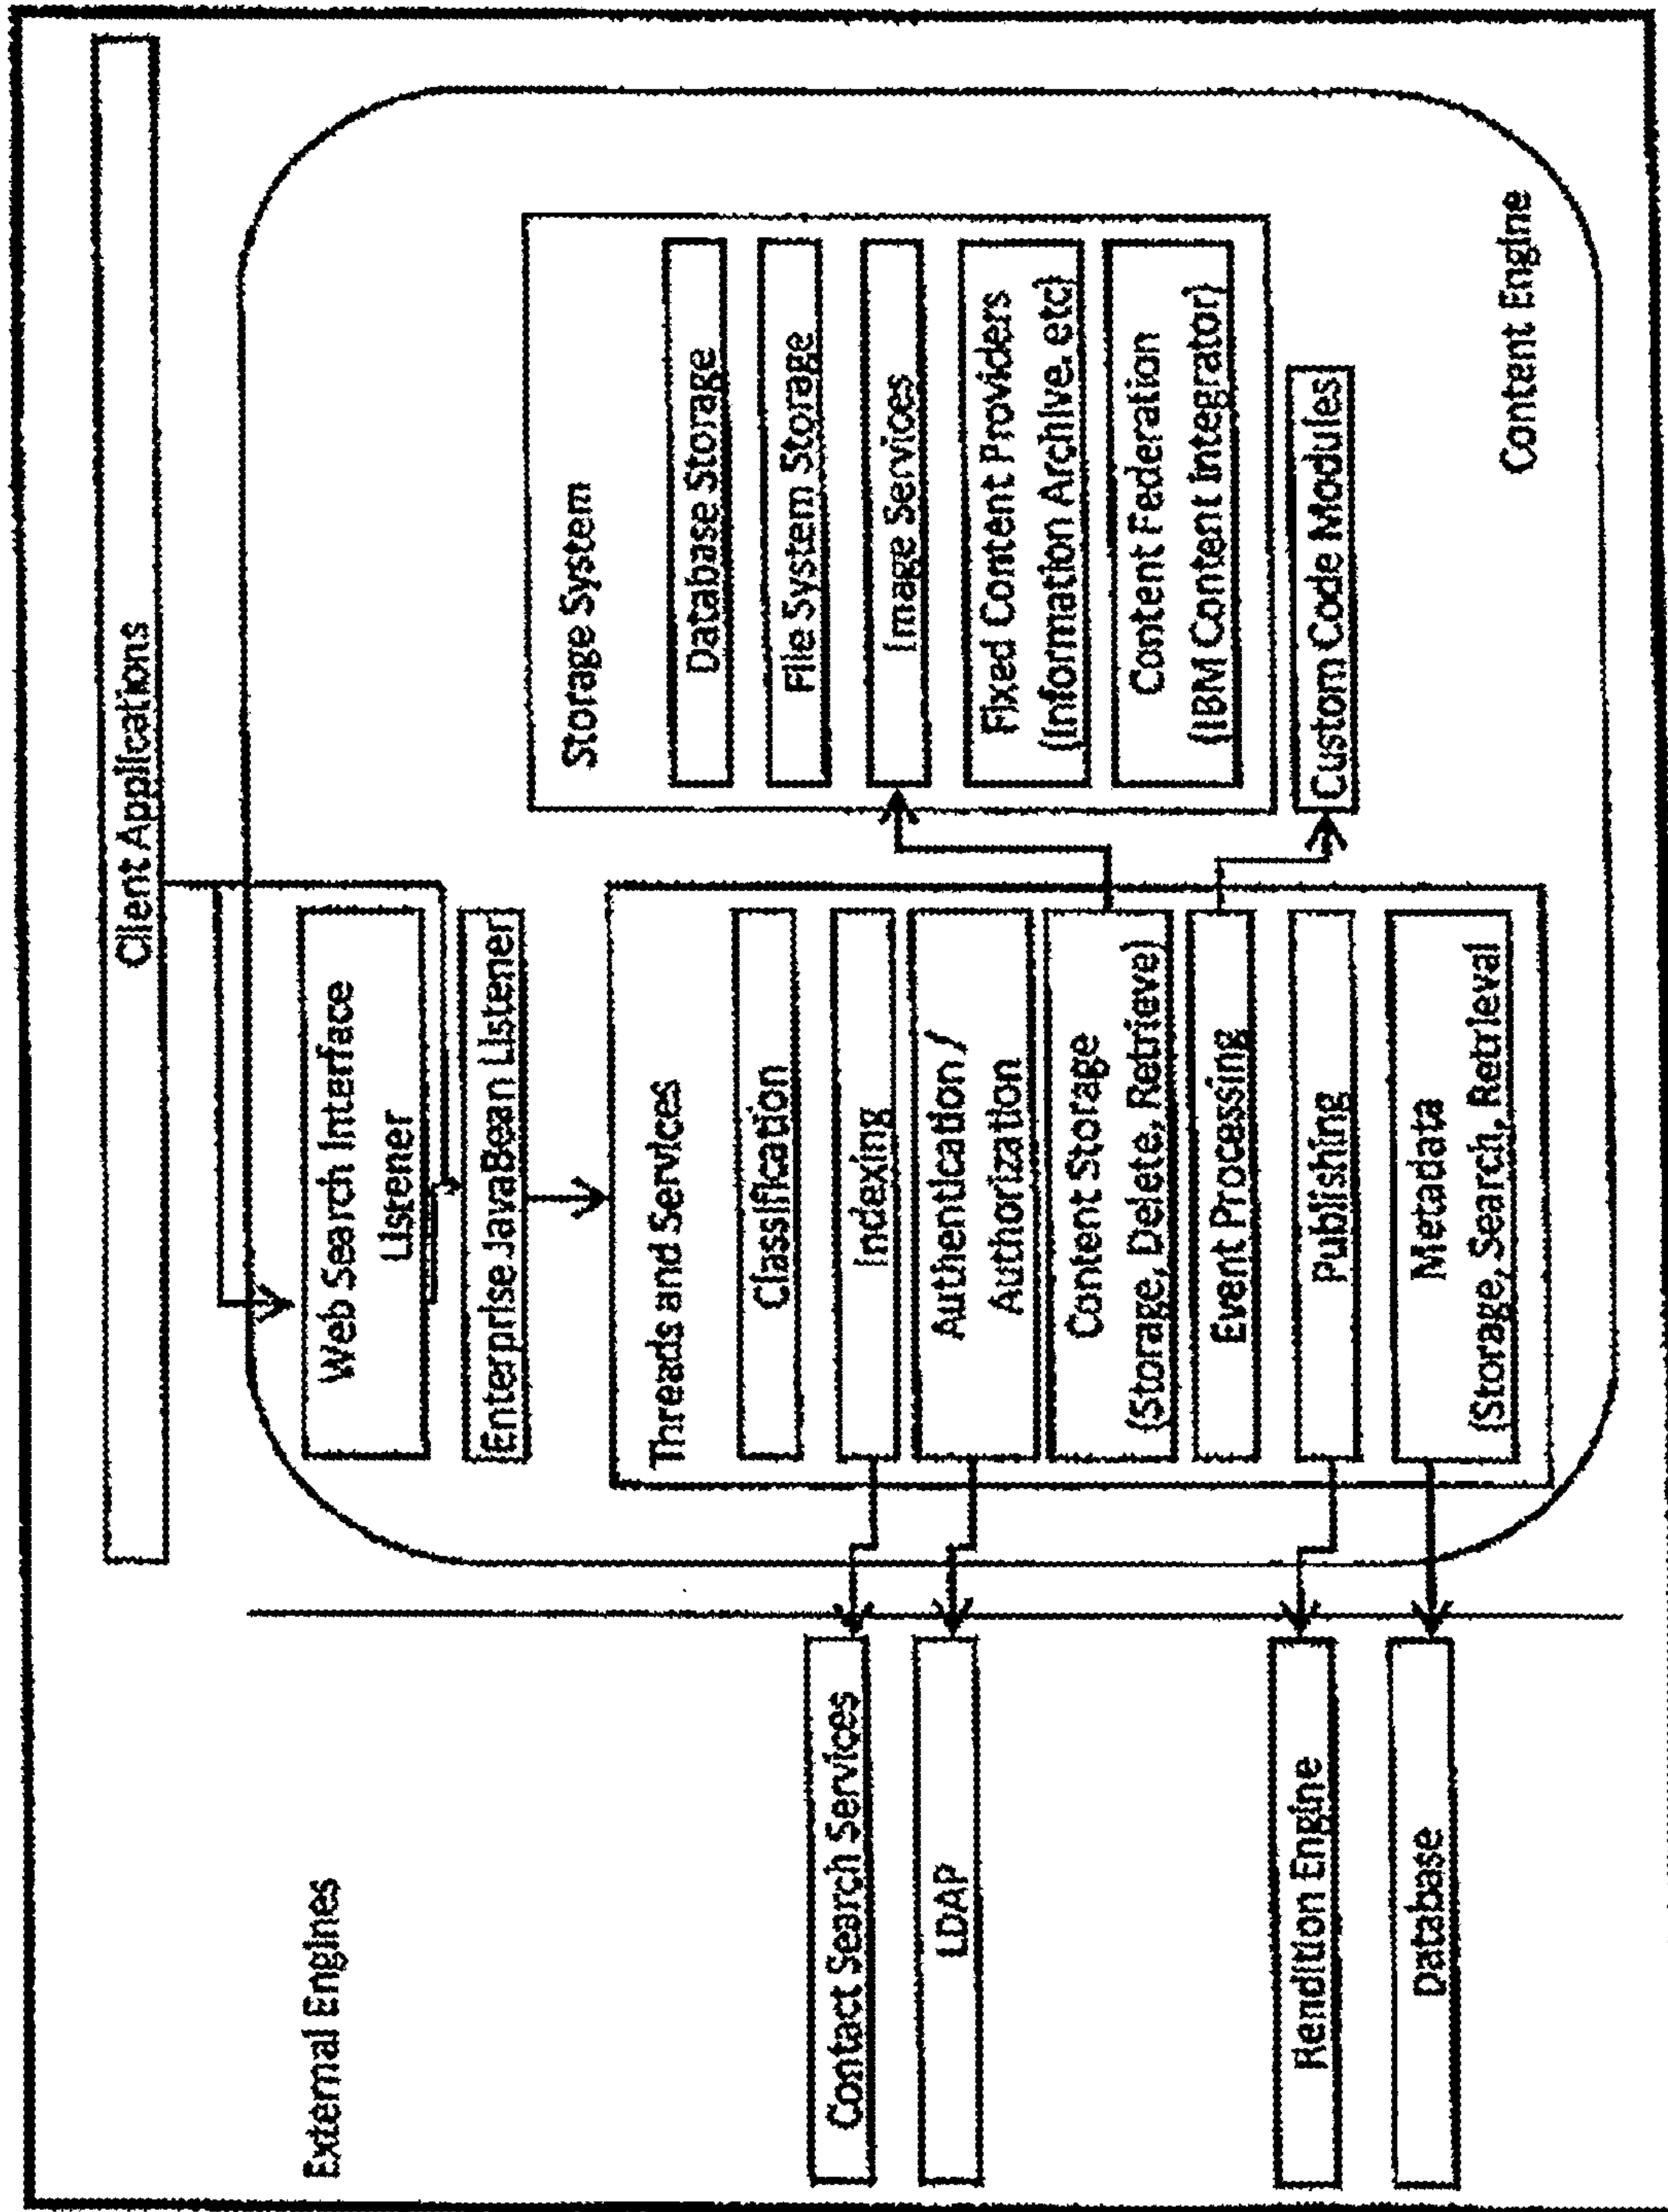 Client Applications
External Engines
Web Search Interface
Listener
Enterprise JavaBean Listener
Threads and Services
Classification
Indexing
Authentication /
Authorization
Content Storage
(Storage, Delete, Retrieve)
Event Processing
Publishing
Metadata
(Storage, Search, Retrieval
Contact Search Services
LDAP
Rendition Engine
Database
Storage System
Database Storage
File System Storage
Image Services
Fixed Content Providers
(Information Archive. etc)
Content Federation
(IBM Content Integrator)
Custom Code Modules
Content Engine